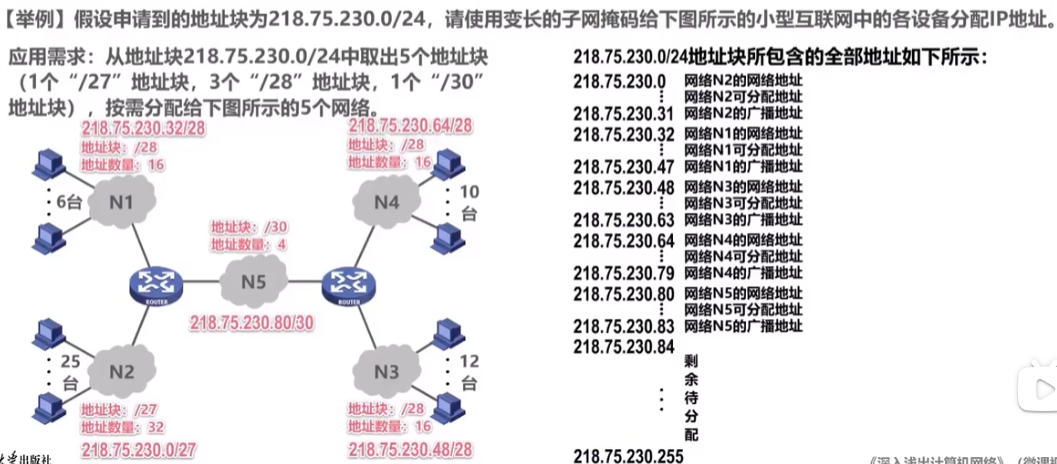 【举例】假设申请到的地址块为218.75.230.0/24，请使用变长的子网掩码给下图所示的小型互联网中的各设备分配IP地址。
应用需求：从地址块218.75.230.0/24中取出5个地址块
（1个“/27”地址块，3个“/28”地址块，1个“/30”
地址块），按需分配给下图所示的5个网络。
218.75.230.32/28
地址块：/28
地址数量：16
6台
N1
218.75.230.64/28
地址块：/28
地址数量：16
N4
10
台
地址块：/30
地址数量：4
N5
ROUTER
ROUTER
218.75.230.80/30
25
台
N2
地址块：/27
地址数量：32
218.75.230.0/27
N3
12
台
地址块：/28
地址数量：16
218.75.230.48/28
218.75.230.0/24地址块所包含的全部地址如下所示：
218.75.230.0 网络N2的网络地址
网络N2可分配地址
218.75.230.31 网络N2的广播地址
218.75.230.32 网络N1的网络地址
网络N1可分配地址
218.75.230.47 网络N1的广播地址
218.75.230.48 网络N3的网络地址
网络N3可分配地址
218.75.230.63 网络N3的广播地址
218.75.230.64 网络N4的网络地址
网络N4可分配地址
218.75.230.79 网络N4的广播地址
218.75.230.80 网络N5的网络地址
网络N5可分配地址
218.75.230.83 网络N5的广播地址
218.75.230.84
剩
余
待
分
配
218.75.230.255
大学出版社
《深入浅出计算机网络》（微课